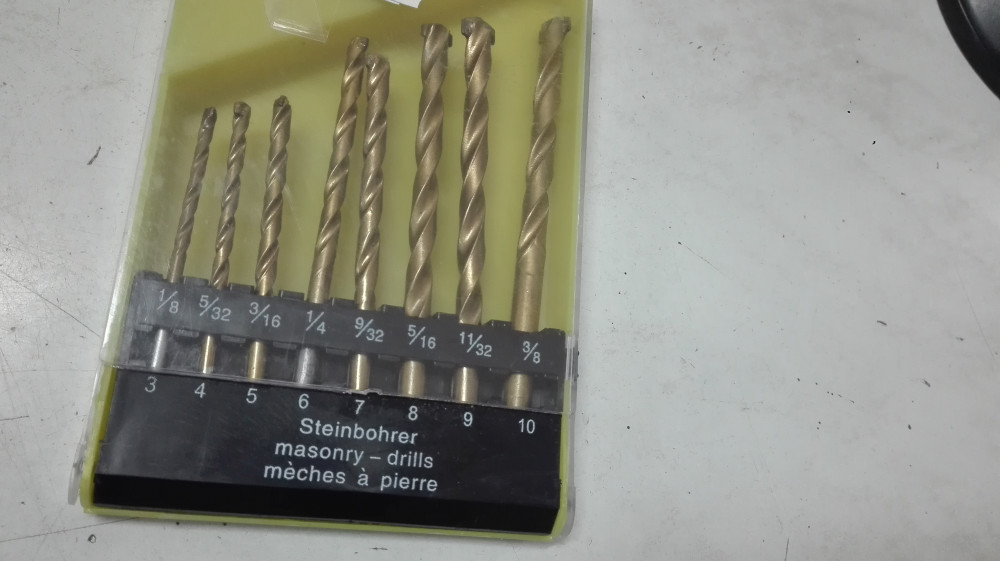 1/8 5/32 3/16 1/4 9/32 5/16 11/32 3/8
3 4 5 6 7 8 9 10
Steinbohrer
masonry – drills
mèches à pierre